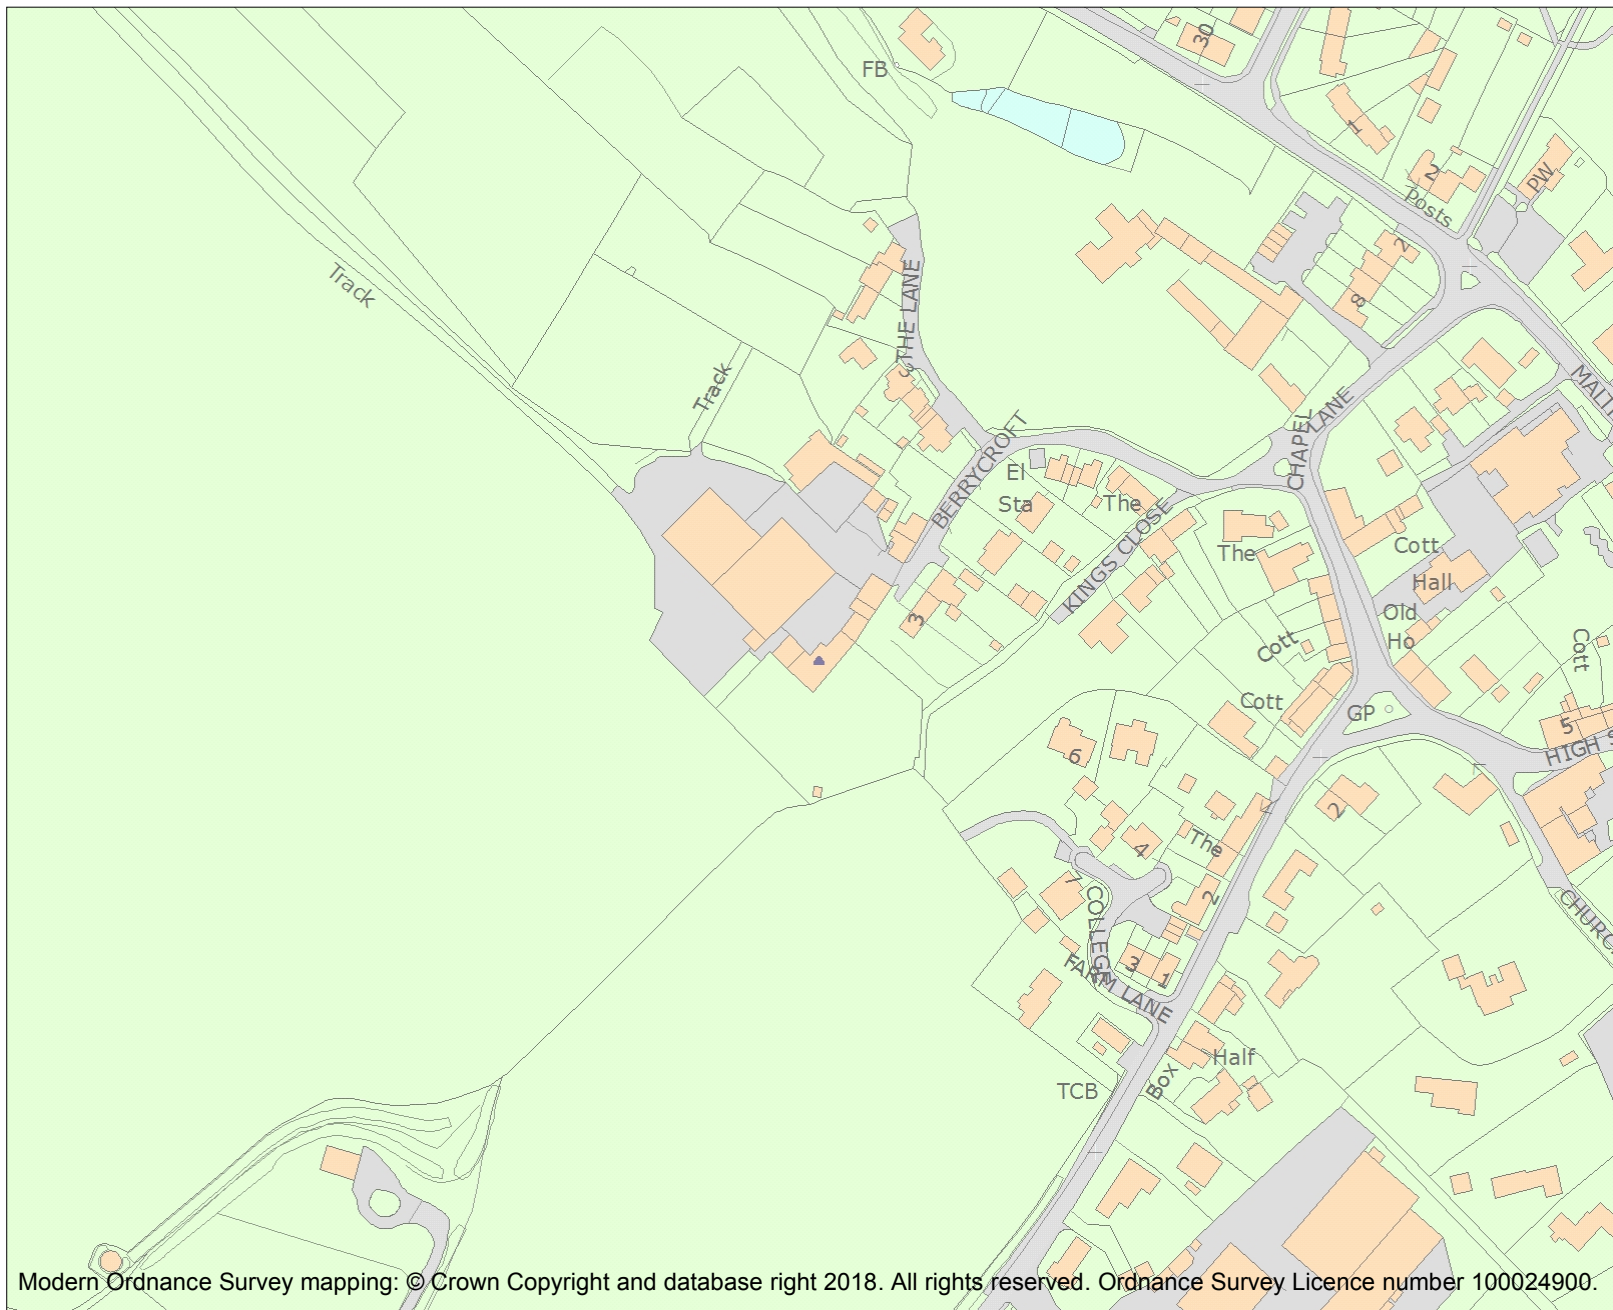 30
FB
1
2
Posts
PW
2
8
Track
THE LANE
3
Track
MALT
CHAPEL
LANE
BERRYCROFT
El
Sta
The
KINGS CLOSE
The
Cott
Hall
Old
Ho
3
Cott
Cott
Cott
GP
5
HIGH S
6
2
The
4
7
2
COLLEGE
FARM LANE
3
1
CHURC
Half
Box
TCB
Modern Ordnance Survey mapping: © Crown Copyright and database right 2018. All rights reserved. Ordnance Survey Licence number 100024900.